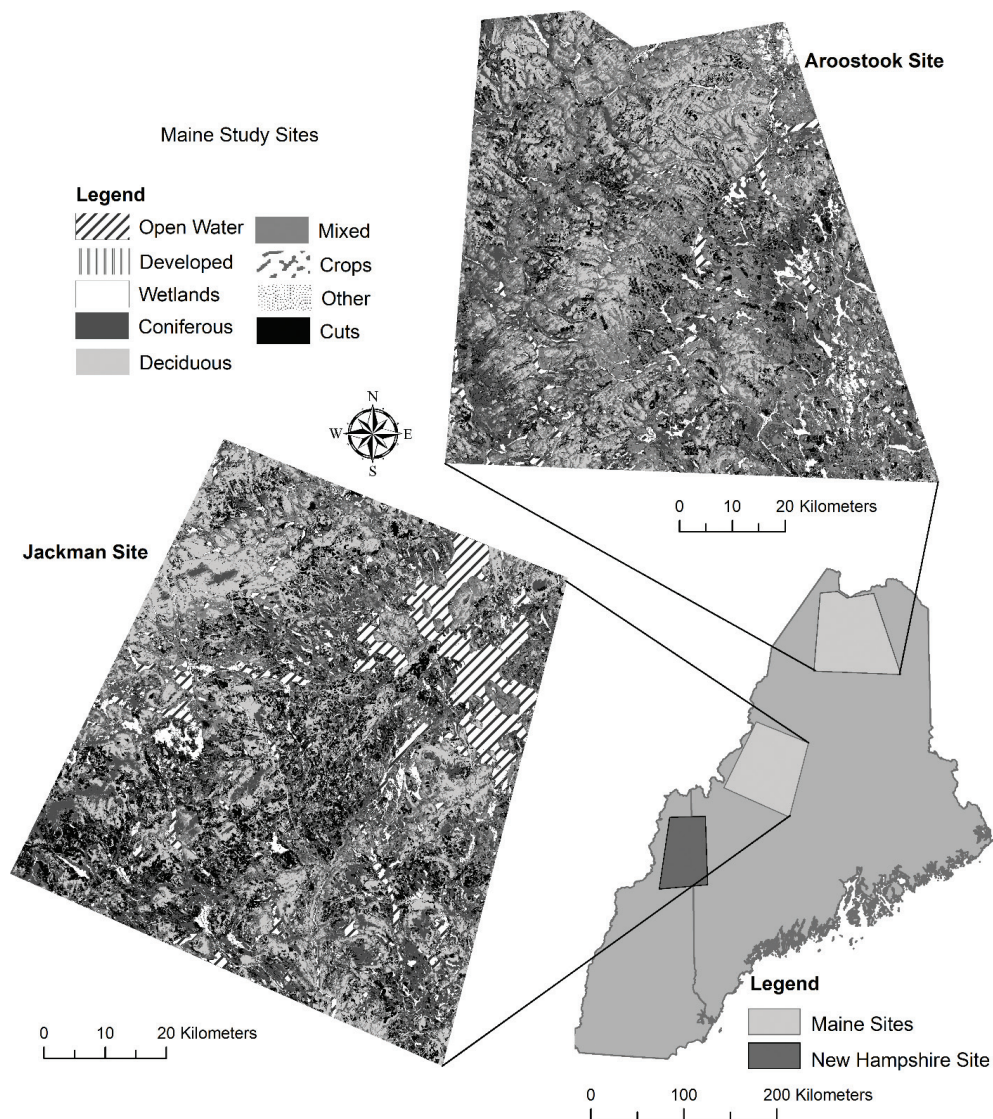 Aroostook Site
Maine Study Sites
Legend
Open Water
Developed
Wetlands
Coniferous
Deciduous
Mixed
Crops
Other
Cuts
N
W E
S
0 10 20 Kilometers
Jackman Site
0 10 20 Kilometers
Legend
Maine Sites
New Hampshire Site
0 100 200 Kilometers